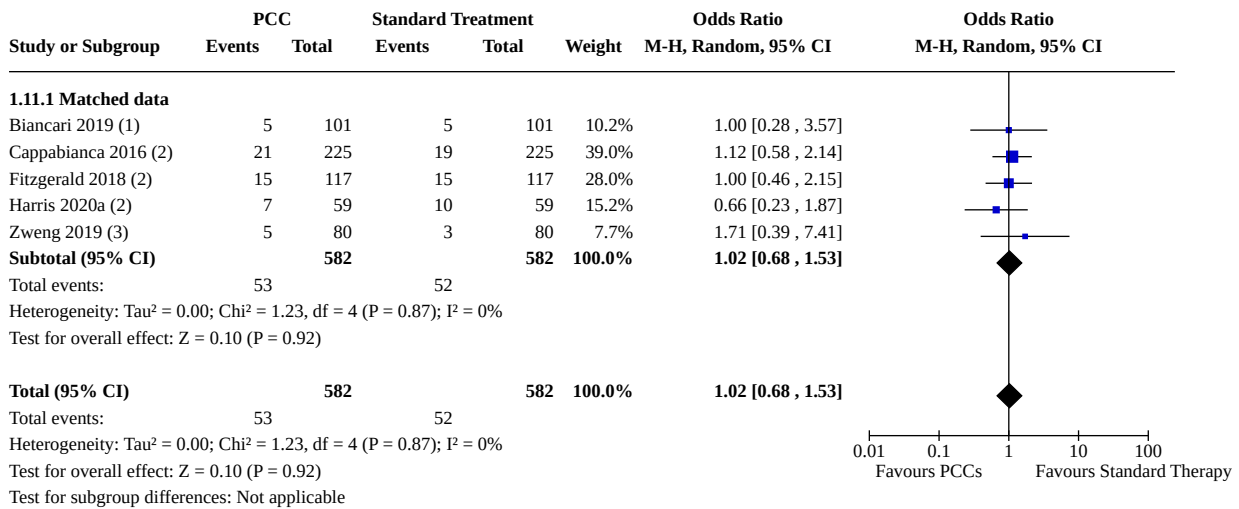 PCC Standard Treatment Odds Ratio Odds Ratio
Study or Subgroup Events Total Events Total Weight M-H, Random, 95% CI M-H, Random, 95% CI
1.11.1 Matched data
Biancari 2019 (1) 5 101 5 101 10.2% 1.00 [0.28 , 3.57]
Cappabianca 2016 (2) 21 225 19 225 39.0% 1.12 [0.58 , 2.14]
Fitzgerald 2018 (2) 15 117 15 117 28.0% 1.00 [0.46 , 2.15]
Harris 2020a (2) 7 59 10 59 15.2% 0.66 [0.23 , 1.87]
Zweng 2019 (3) 5 80 3 80 7.7% 1.71 [0.39 , 7.41]
Subtotal (95% CI) 582 582 100.0% 1.02 [0.68 , 1.53]
Total events: 53 52
Heterogeneity: Tau² = 0.00; Chi² = 1.23, df = 4 (P = 0.87); I² = 0%
Test for overall effect: Z = 0.10 (P = 0.92)
Total (95% CI) 582 582 100.0% 1.02 [0.68 , 1.53]
Total events: 53 52
Heterogeneity: Tau² = 0.00; Chi² = 1.23, df = 4 (P = 0.87); I² = 0%
0.01 0.1 1 10 100
Test for overall effect: Z = 0.10 (P = 0.92) Favours PCCs Favours Standard Therapy
Test for subgroup differences: Not applicable